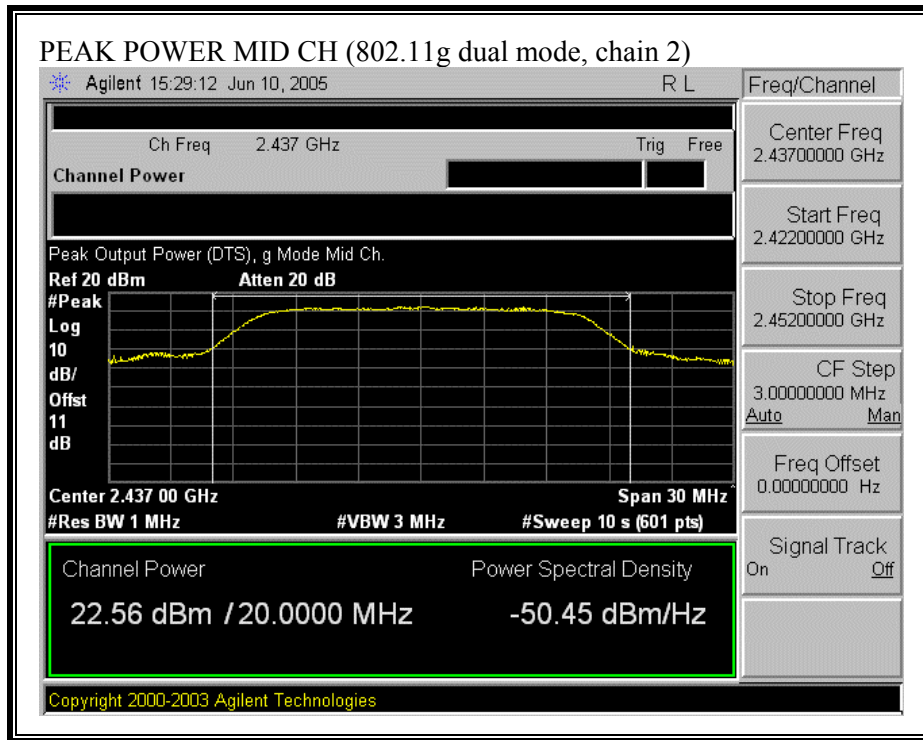 PEAK POWER MID CH (802.11g dual mode, chain 2)
Agilent 15:29:12 Jun 10, 2005 R L
Freq/Channel
Ch Freq 2.437 GHz Trig Free
Channel Power
Center Freq
2.43700000 GHz
Start Freq
2.42200000 GHz
Stop Freq
2.45200000 GHz
CF Step
3.00000000 MHz
Auto Man
Freq Offset
0.00000000 Hz
Signal Track
On Off
Peak Output Power (DTS), g Mode Mid Ch.
Ref 20 dBm Atten 20 dB
#Peak
Log
10
dB/
Offst
11
dB
Center 2.437 00 GHz Span 30 MHz
#Res BW 1 MHz #VBW 3 MHz #Sweep 10 s (601 pts)
Channel Power Power Spectral Density
22.56 dBm / 20.0000 MHz -50.45 dBm/Hz
Copyright 2000-2003 Agilent Technologies